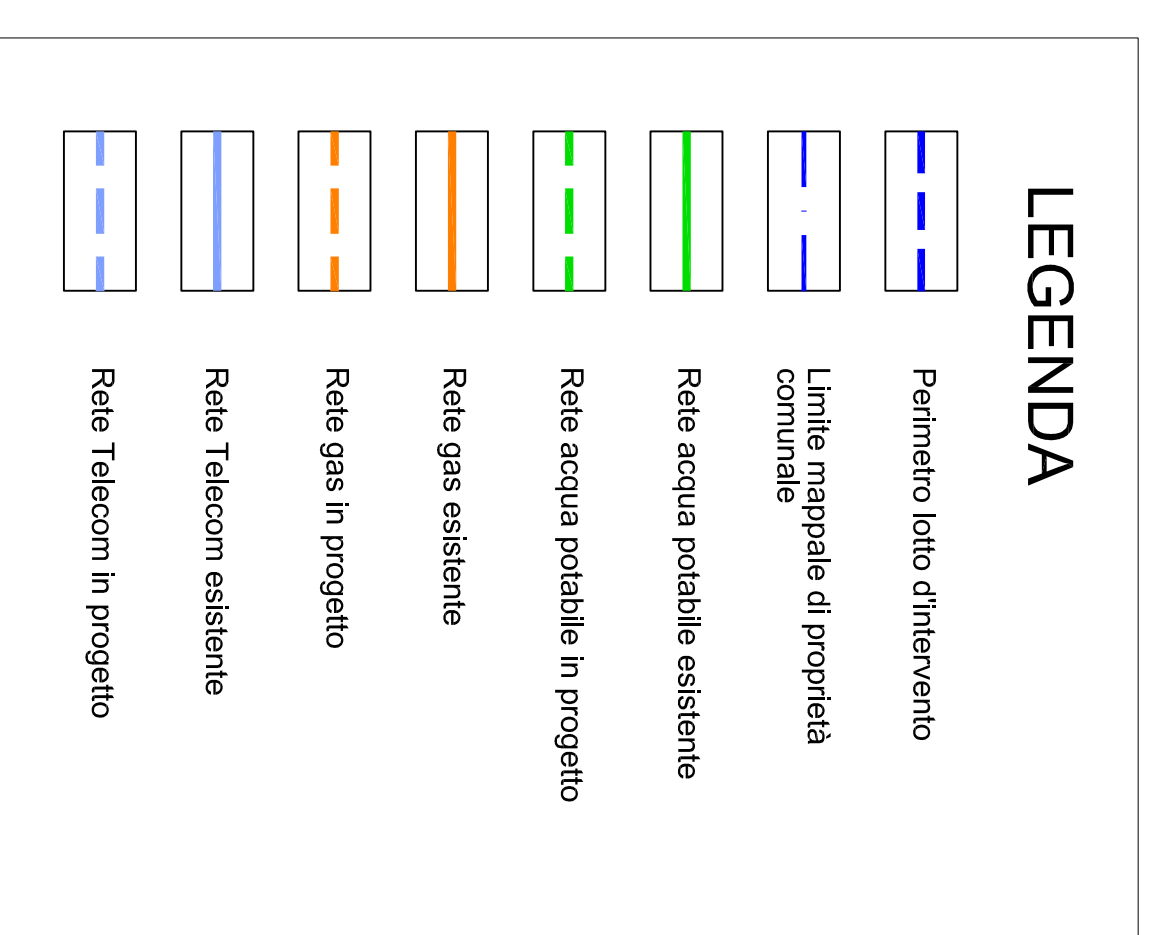 LEGENDA
Perimetro lotto d'intervento
Limite mappale di proprietà
comunale
Rete acqua potabile esistente
Rete acqua potabile in progetto
Rete gas esistente
Rete gas in progetto
Rete Telecom esistente
Rete Telecom in progetto